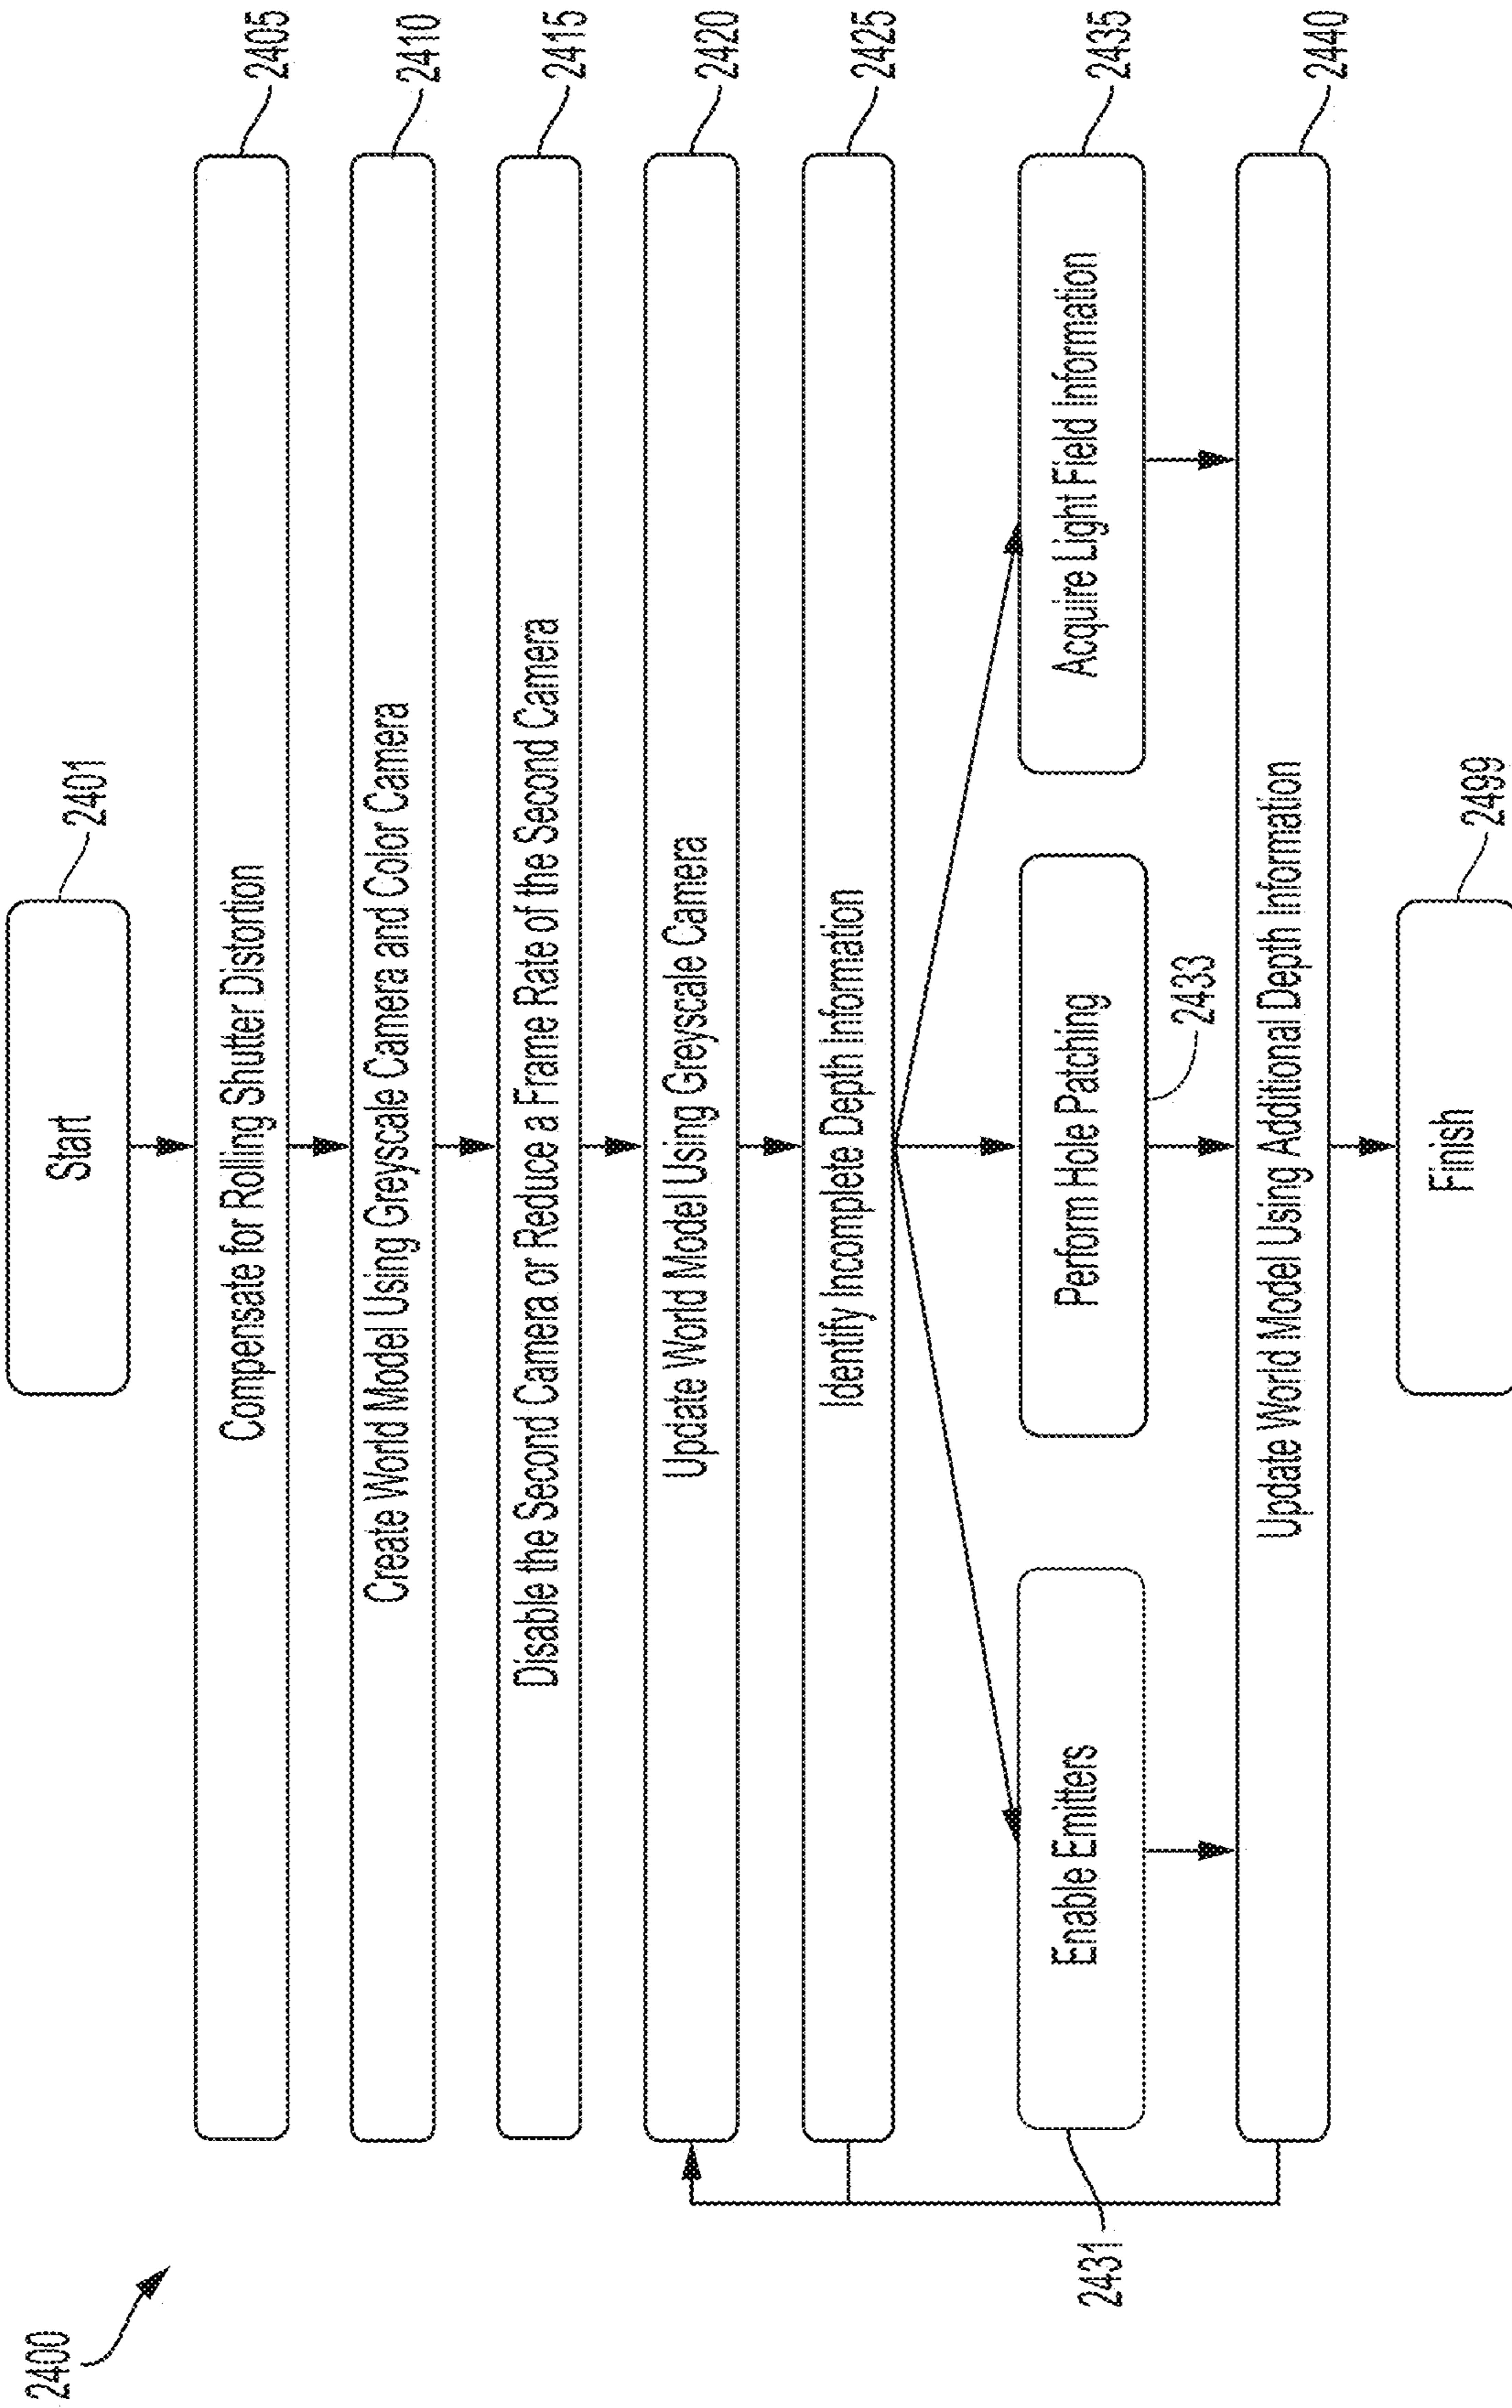 2400
Start
2401
Compensate for Rolling Shutter Distortion
2405
Create World Model Using Greyscale Camera and Color Camera
2410
Disable the Second Camera or Reduce a Frame Rate of the Second Camera
2415
Update World Model Using Greyscale Camera
2420
Identify Incomplete Depth Information
2425
2431
Enable Emitters
Perform Hole Patching
2433
Acquire Light Field Information
2435
Update World Model Using Additional Depth Information
2440
Finish
2499